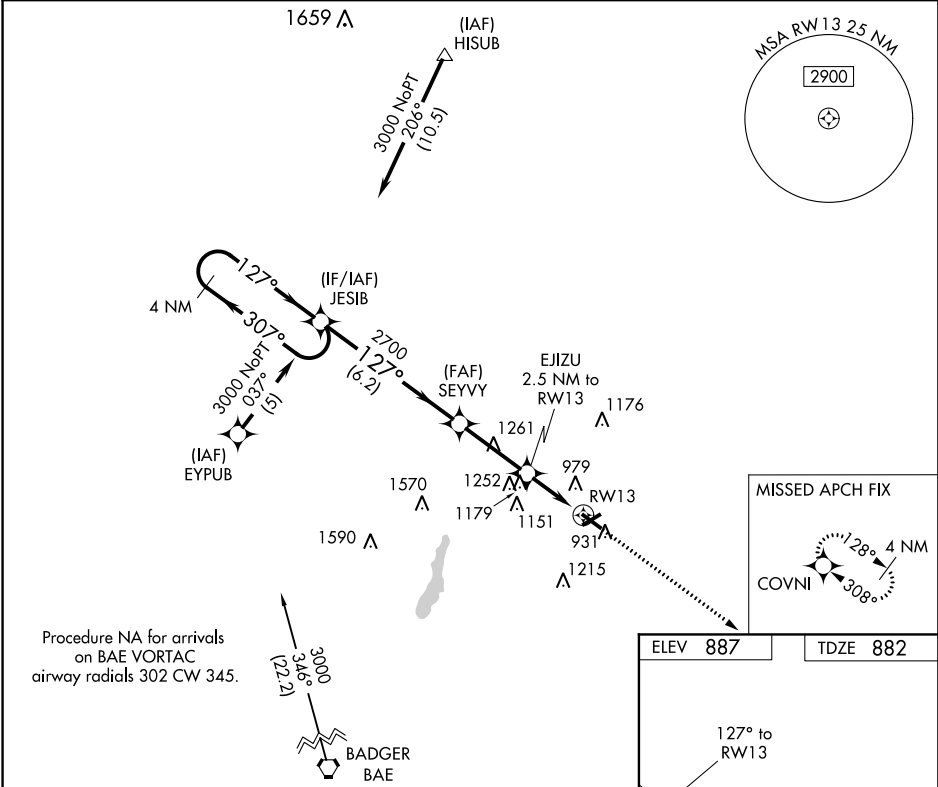 1659
(IAF)
HISUB
3000 NoPT
206°
(10.5)
MSA RW13 25 NM
2900
127°
4 NM
307°
(IF/IAF)
JESIB
2700
127°
(6.2)
3000 NoPT
037°
(5)
(IAF)
EYPUB
(FAF)
SEYVY
EJIZU
2.5 NM to
RW13
1176
1261
1252
979
1179
1151
RW13
931
1570
1590
1215
MISSED APCH FIX
128°
4 NM
COVNI
308°
Procedure NA for arrivals
on BAE VORTAC
airway radials 302 CW 345.
3000
346°
(22.2)
BADGER
BAE
ELEV 887
TDZE 882
127° to
RW13